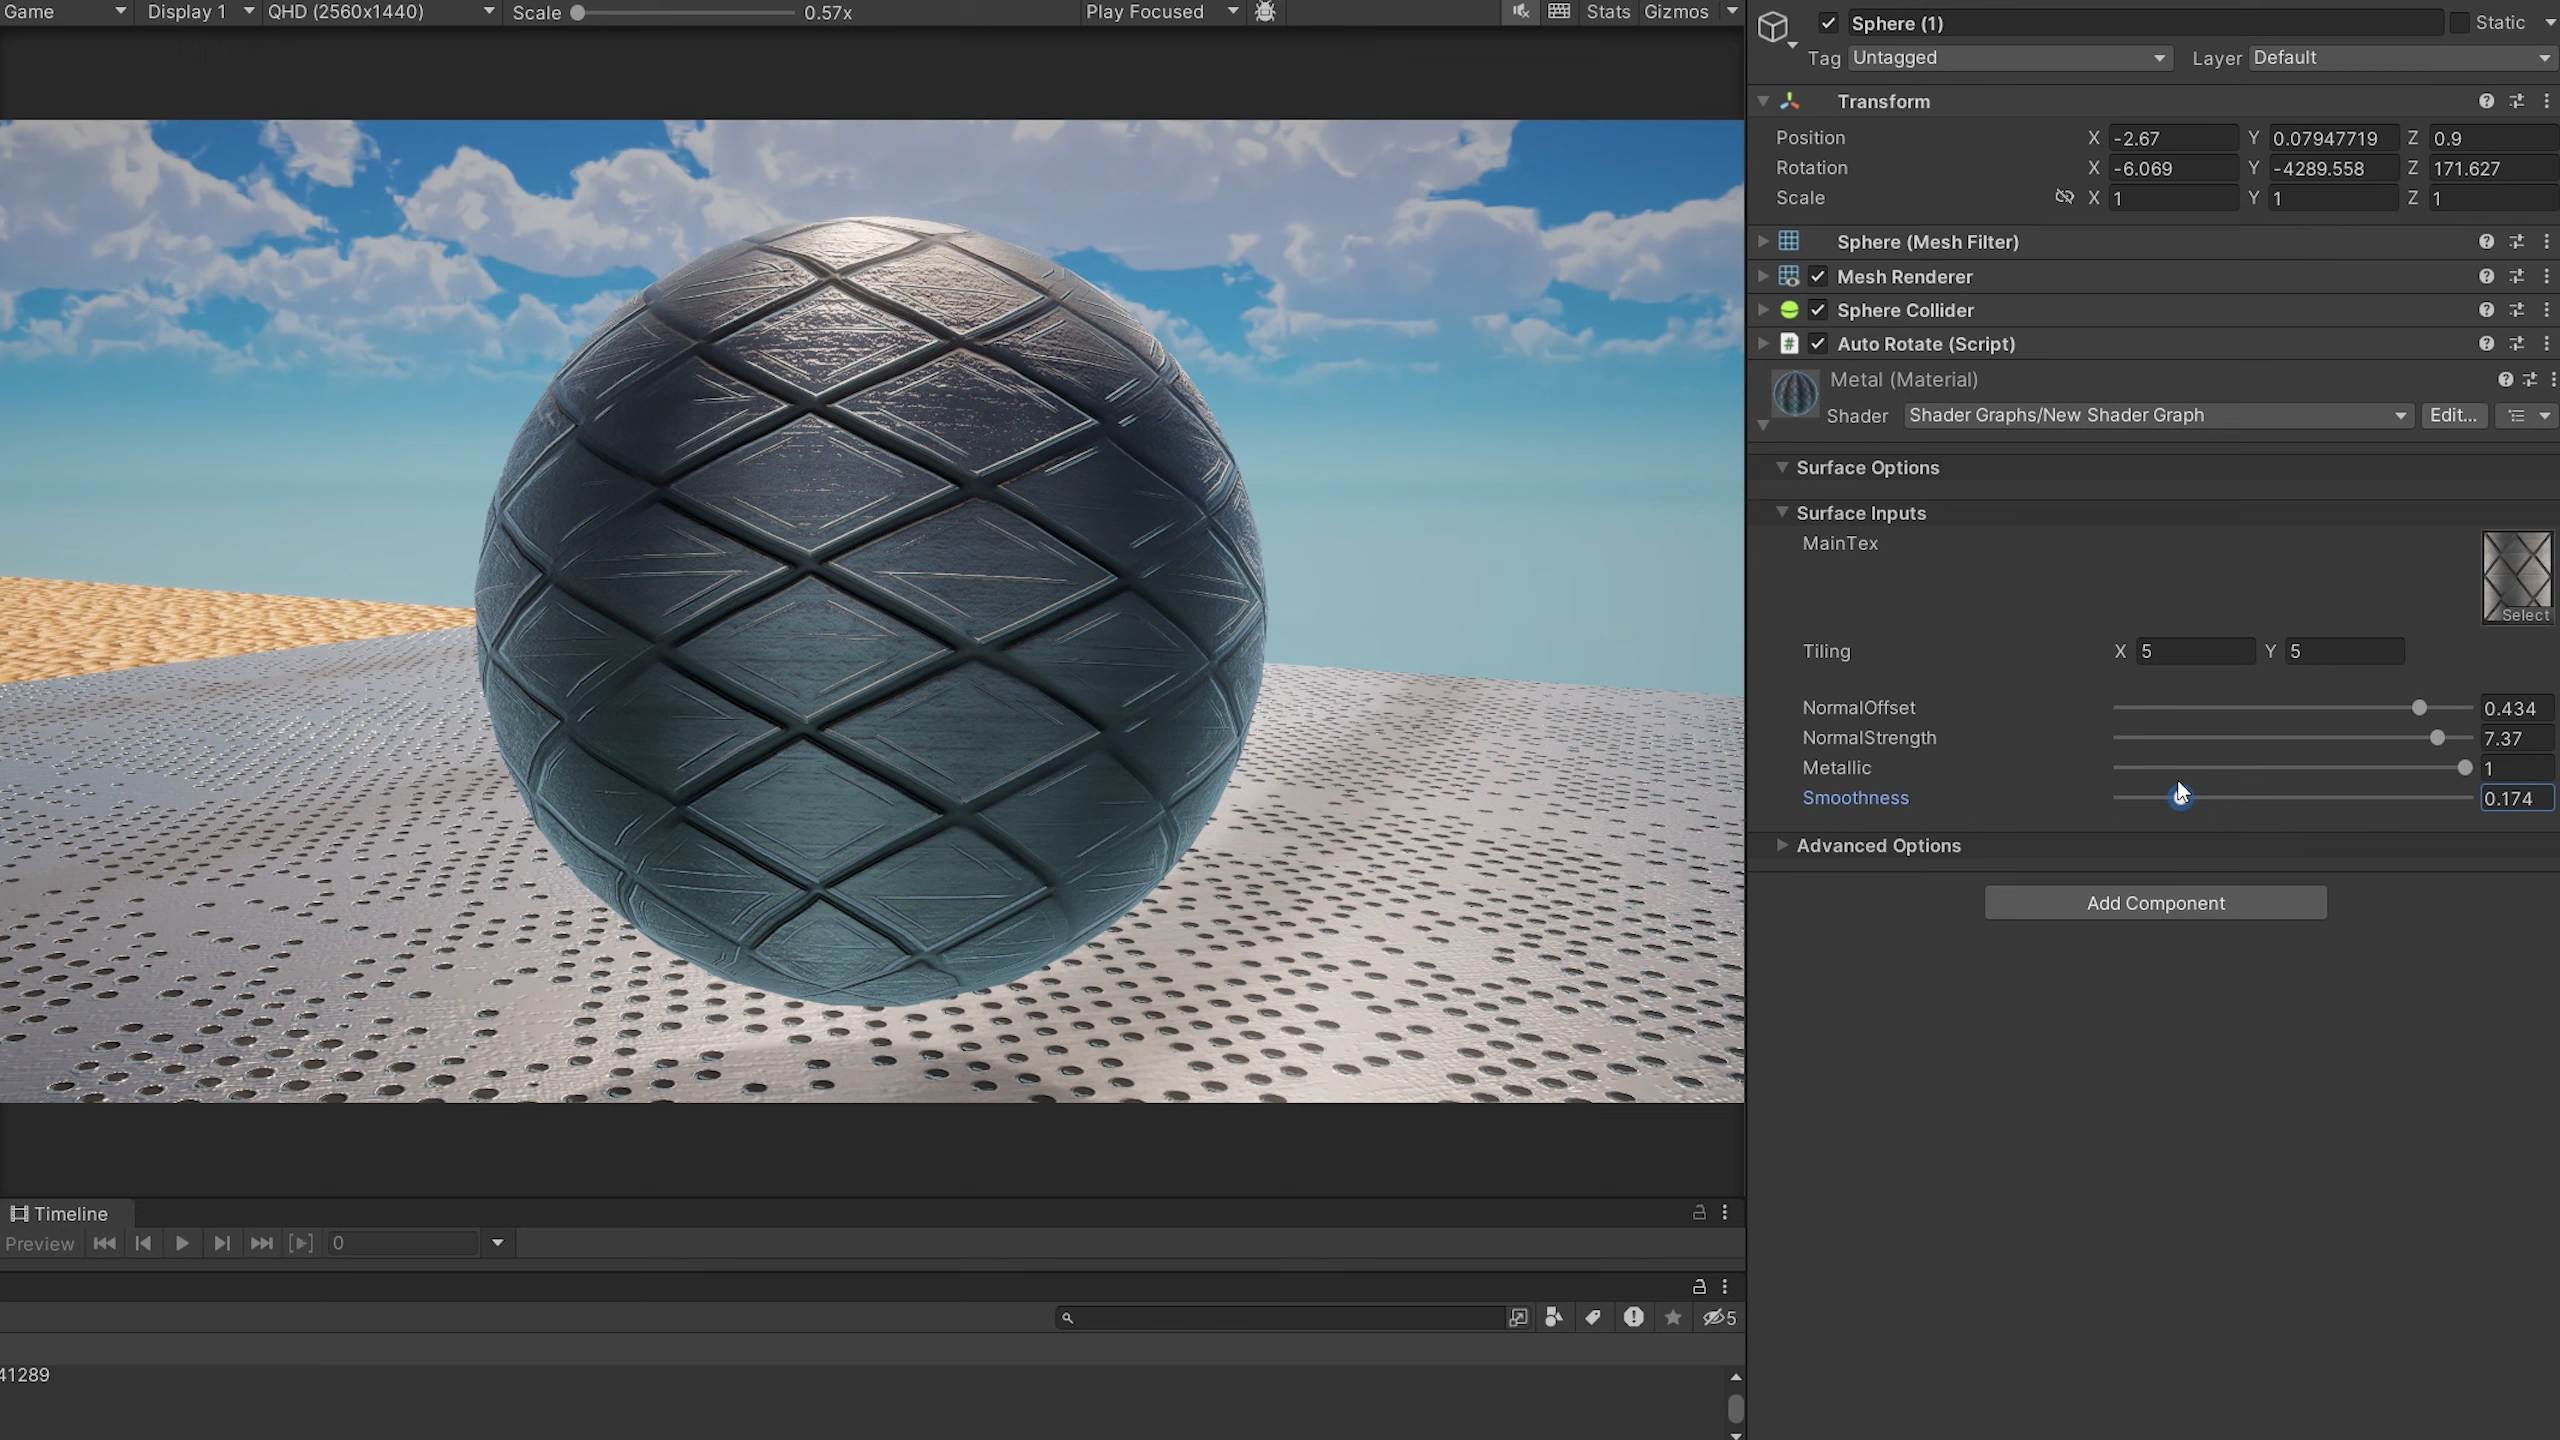 Game Display 1 QHD (2560x1440) Scale 0.57x Play Focused Stats Gizmos
Sphere (1) Static
Tag Untagged Layer Default
Transform
Position X -2.67 Y 0.07947719 Z 0.9
Rotation X -6.069 Y -4289.558 Z 171.627
Scale X 1 Y 1 Z 1
Sphere (Mesh Filter)
Mesh Renderer
Sphere Collider
# Auto Rotate (Script)
Metal (Material)
Shader Shader Graphs/New Shader Graph Edit...
Surface Options
Surface Inputs
MainTex
Select
Tiling X 5 Y 5
NormalOffset 0.434
NormalStrength 7.37
Metallic 1
Smoothness 0.174
Advanced Options
Add Component
Timeline
Preview 0
5
41289